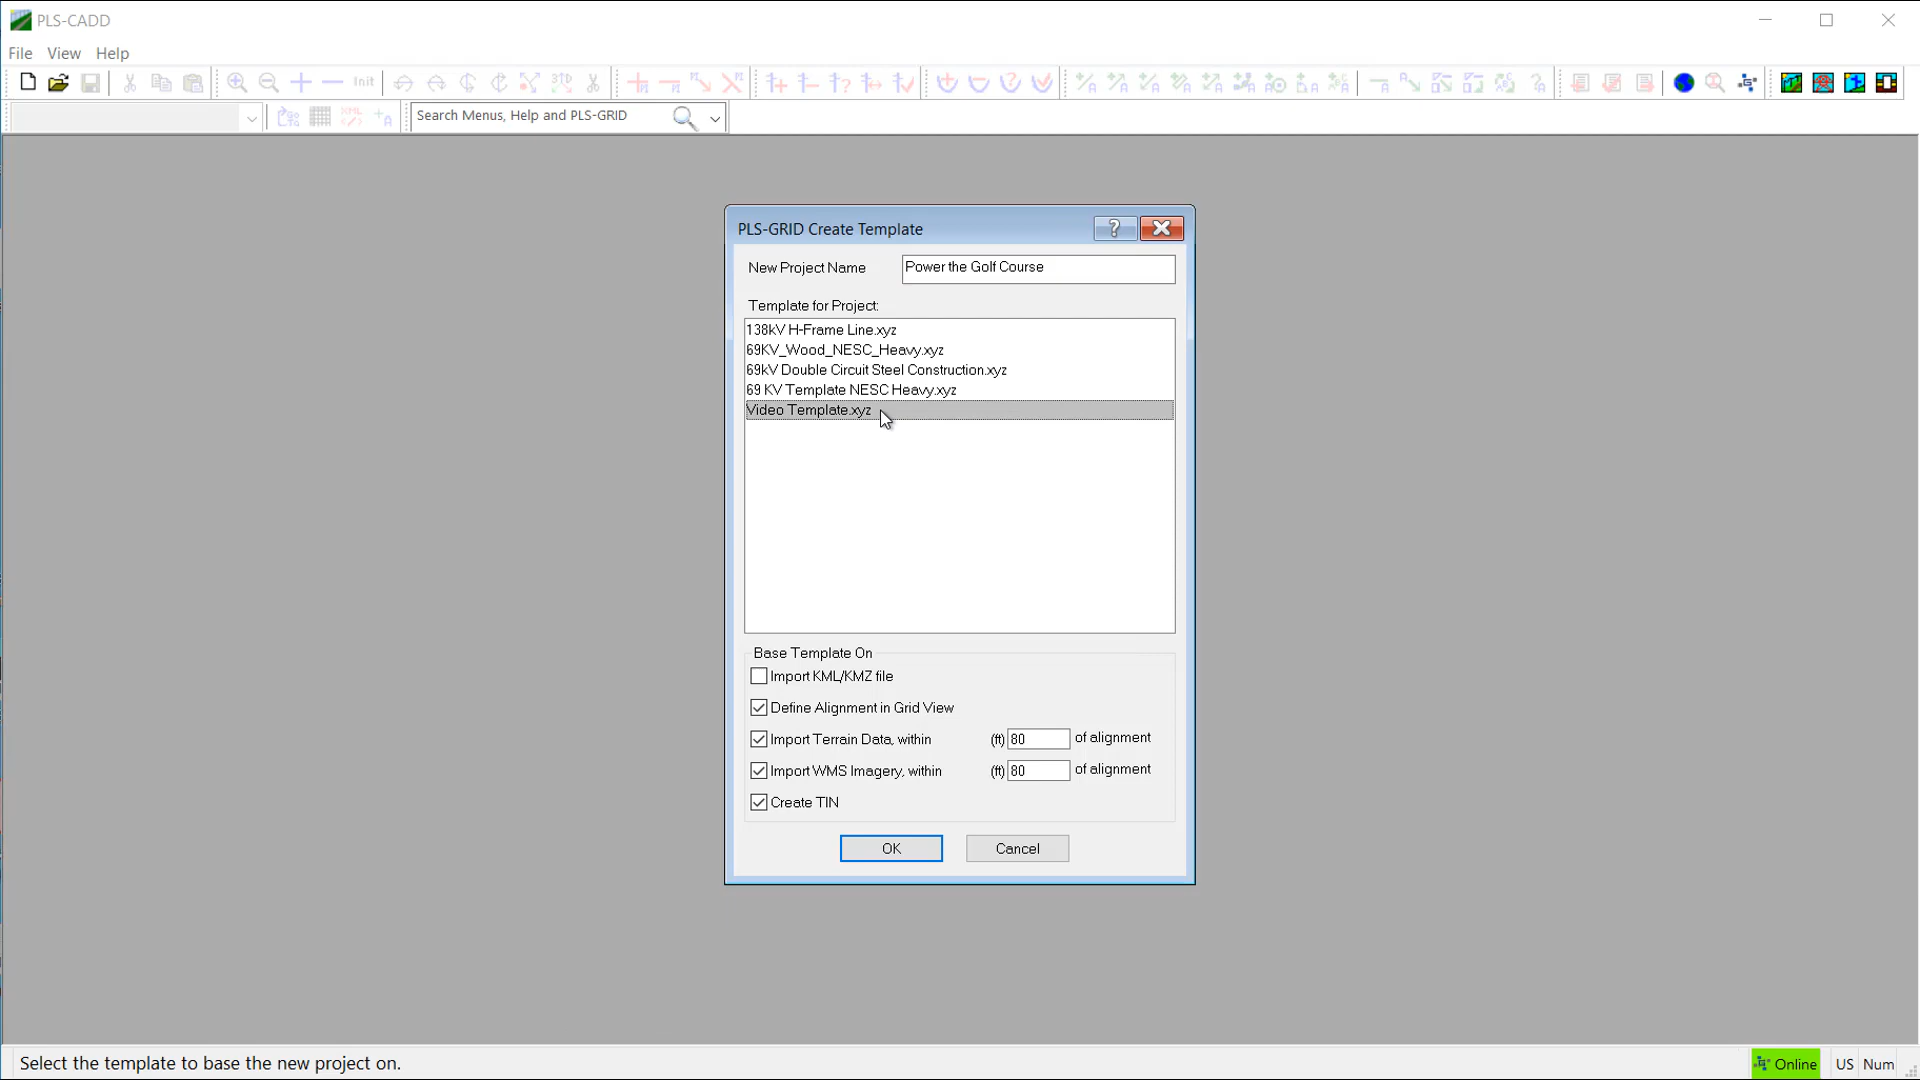 PLS-CADD
File View Help
Init
Search Menus, Help and PLS-GRID
PLS-GRID Create Template
New Project Name Power the Golf Course
Template for Project:
138kV H-Frame Line.xyz
69KV_Wood_NESC_Heavy.xyz
69kV Double Circuit Steel Construction.xyz
69 KV Template NESC Heavy.xyz
Video Template.xyz
Base Template On
Import KML/KMZ file
Define Alignment in Grid View
Import Terrain Data, within (ft) 80 of alignment
Import WMS Imagery, within (ft) 80 of alignment
Create TIN
OK Cancel
Select the template to base the new project on.
Online US Num